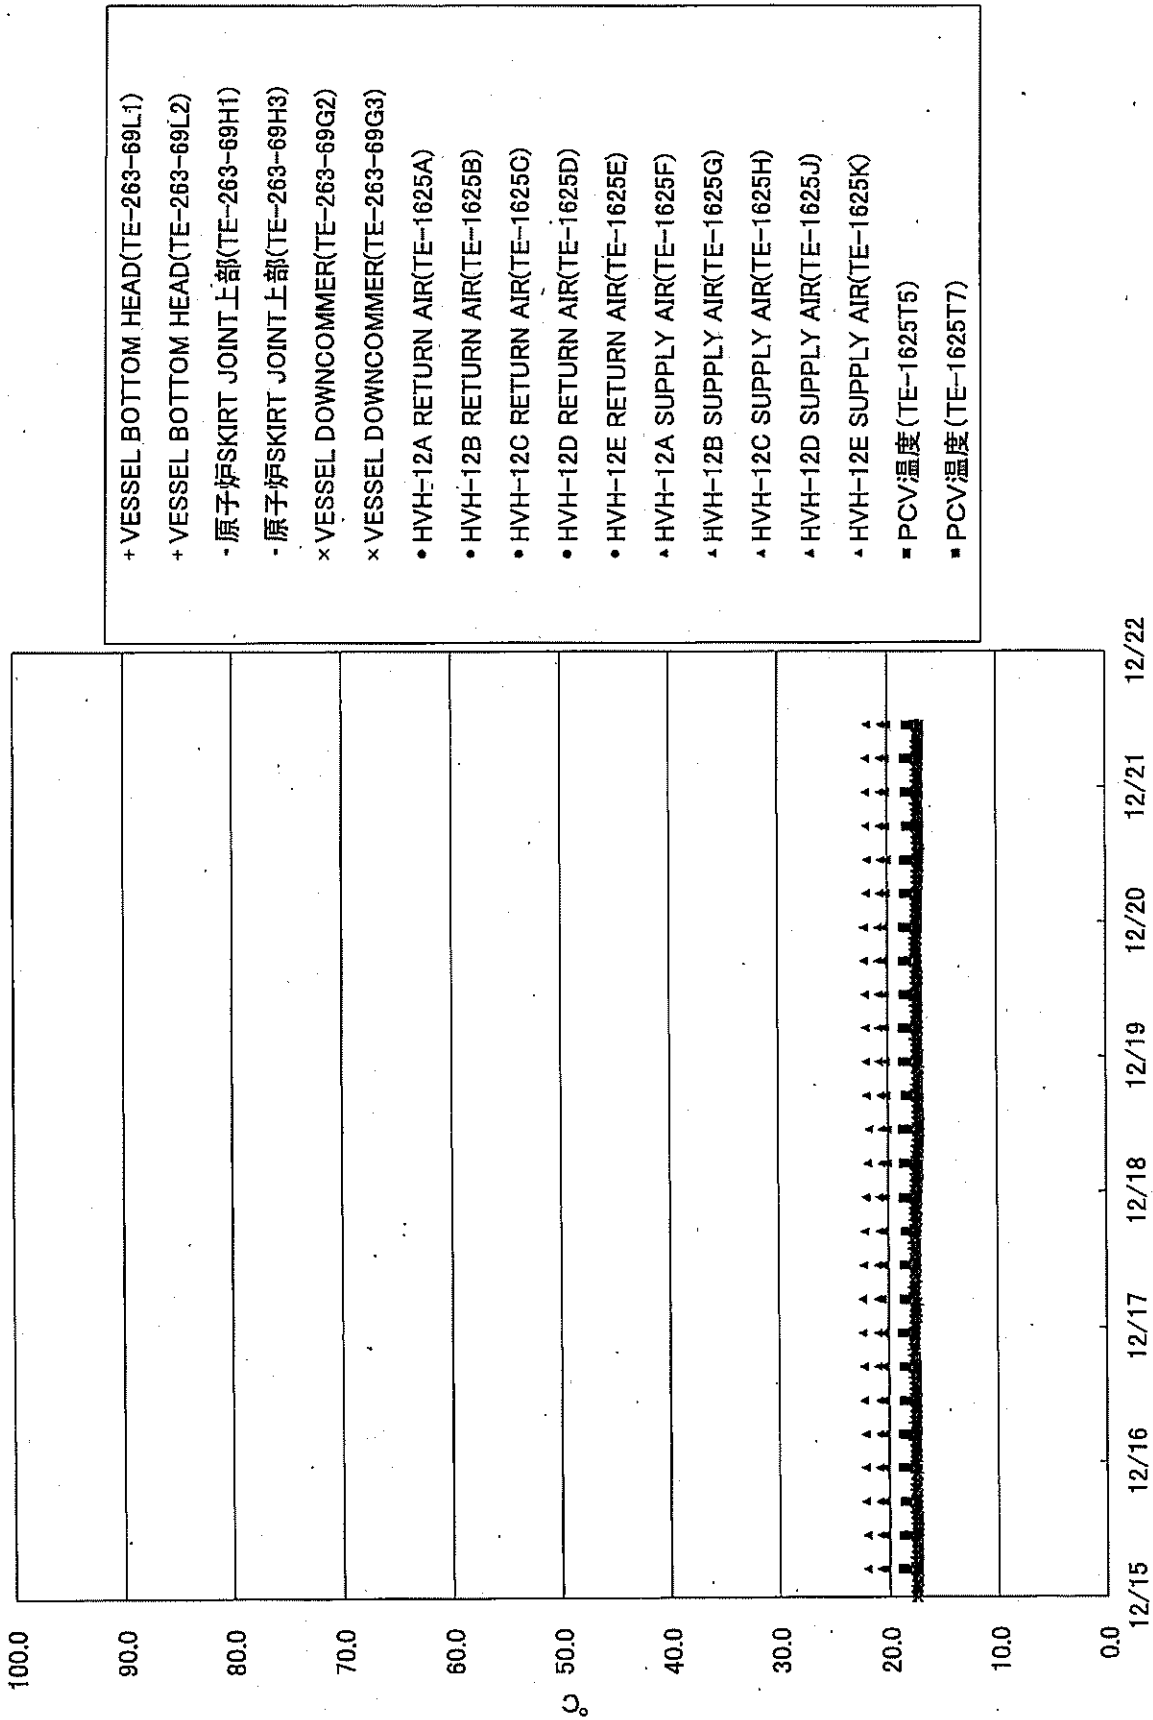 100.0
90.0
80.0
70.0
60.0
50.0
40.0
30.0
20.0
10.0
0.0
℃
12/15
12/16
12/17
12/18
12/19
12/20
12/21
12/22
+ VESSEL BOTTOM HEAD(TE-263-69L1)
+ VESSEL BOTTOM HEAD(TE-263-69L2)
- 原子炉SKIRT JOINT上部(TE-263-69H1)
- 原子炉SKIRT JOINT上部(TE-263-69H3)
× VESSEL DOWNCOMMER(TE-263-69G2)
× VESSEL DOWNCOMMER(TE-263-69G3)
● HVH-12A RETURN AIR(TE-1625A)
● HVH-12B RETURN AIR(TE-1625B)
● HVH-12C RETURN AIR(TE-1625C)
● HVH-12D RETURN AIR(TE-1625D)
● HVH-12E RETURN AIR(TE-1625E)
▲ HVH-12A SUPPLY AIR(TE-1625F)
▲ HVH-12B SUPPLY AIR(TE-1625G)
▲ HVH-12C SUPPLY AIR(TE-1625H)
▲ HVH-12D SUPPLY AIR(TE-1625J)
▲ HVH-12E SUPPLY AIR(TE-1625K)
■ PCV温度(TE-1625T5)
■ PCV温度(TE-1625T7)